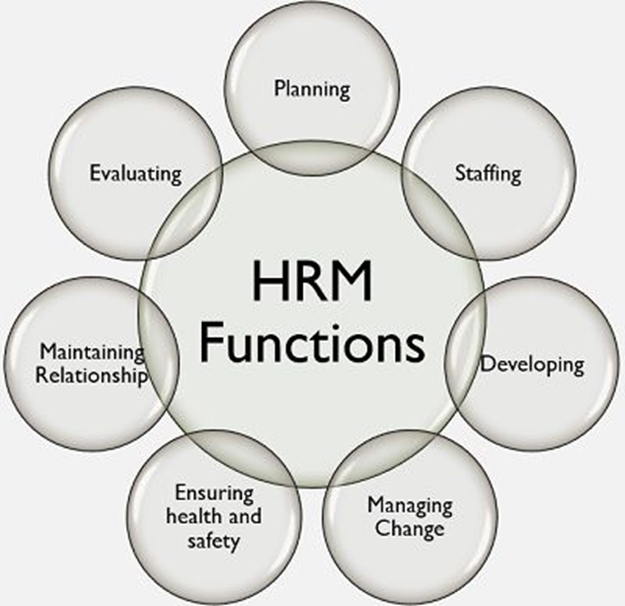 Planning
Staffing
Developing
Managing
Change
Ensuring
health and
safety
Maintaining
Relationship
Evaluating
HRM
Functions